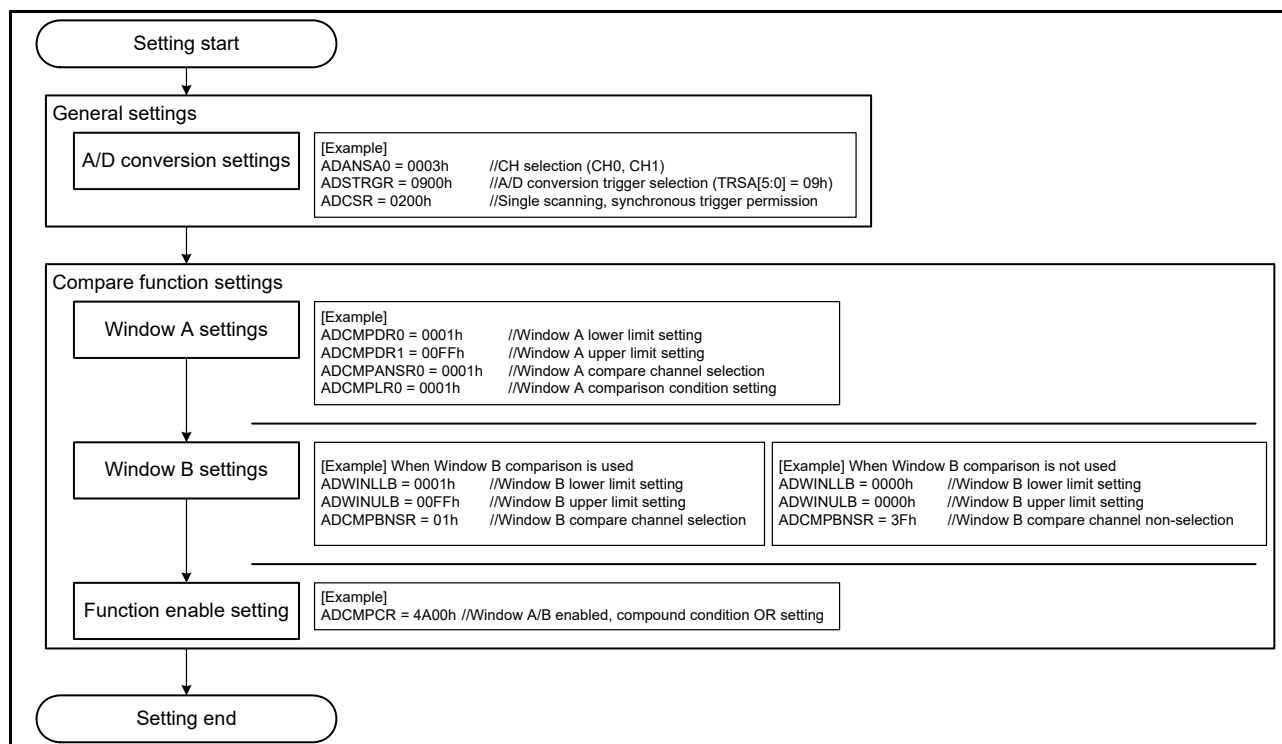 Setting start
General settings
A/D conversion settings
[Example]
ADANSA0 = 0003h //CH selection (CH0, CH1)
ADSTRGR = 0900h //A/D conversion trigger selection (TRSA[5:0] = 09h)
ADCSR = 0200h //Single scanning, synchronous trigger permission
Compare function settings
Window A settings
[Example]
ADCMPDR0 = 0001h //Window A lower limit setting
ADCMPDR1 = 00FFh //Window A upper limit setting
ADCMPANSR0 = 0001h //Window A compare channel selection
ADCMPLR0 = 0001h //Window A comparison condition setting
Window B settings
[Example] When Window B comparison is used
ADWINLLB = 0001h //Window B lower limit setting
ADWINULB = 00FFh //Window B upper limit setting
ADCMPBNSR = 01h //Window B compare channel selection
[Example] When Window B comparison is not used
ADWINLLB = 0000h //Window B lower limit setting
ADWINULB = 0000h //Window B upper limit setting
ADCMPBNSR = 3Fh //Window B compare channel non-selection
Function enable setting
[Example]
ADCMPCR = 4A00h //Window A/B enabled, compound condition OR setting
Setting end